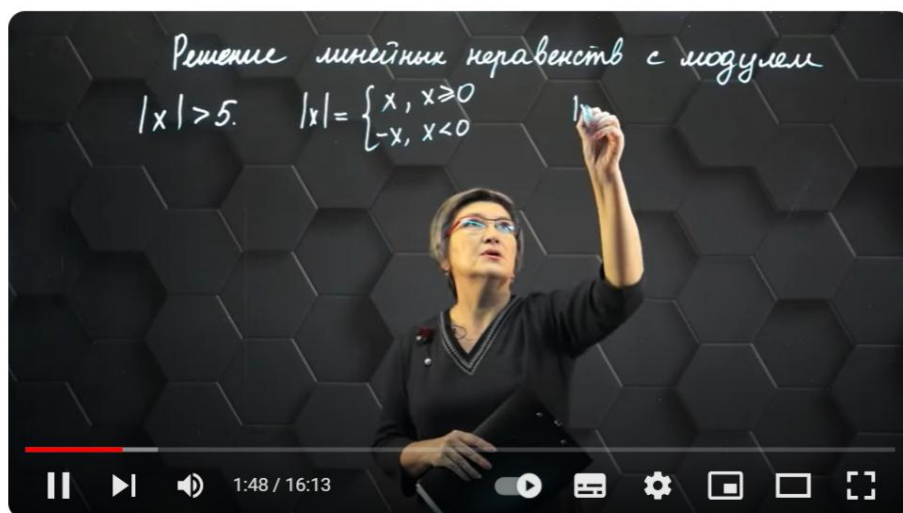 Решение линейных неравенств с модулем
|x|>5. |x|= { x, x≥0
-x, x<0
|x
1:48 / 16:13